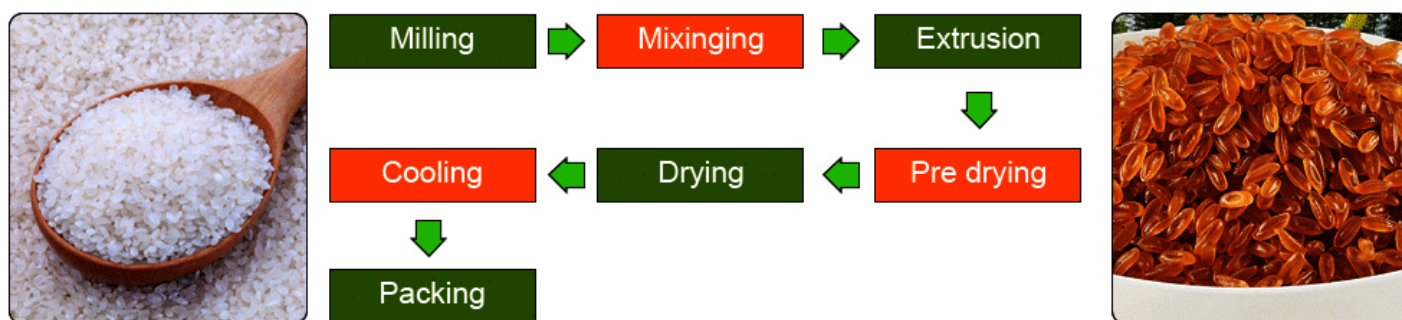 Milling
Mixinging
Extrusion
Pre drying
Drying
Cooling
Packing